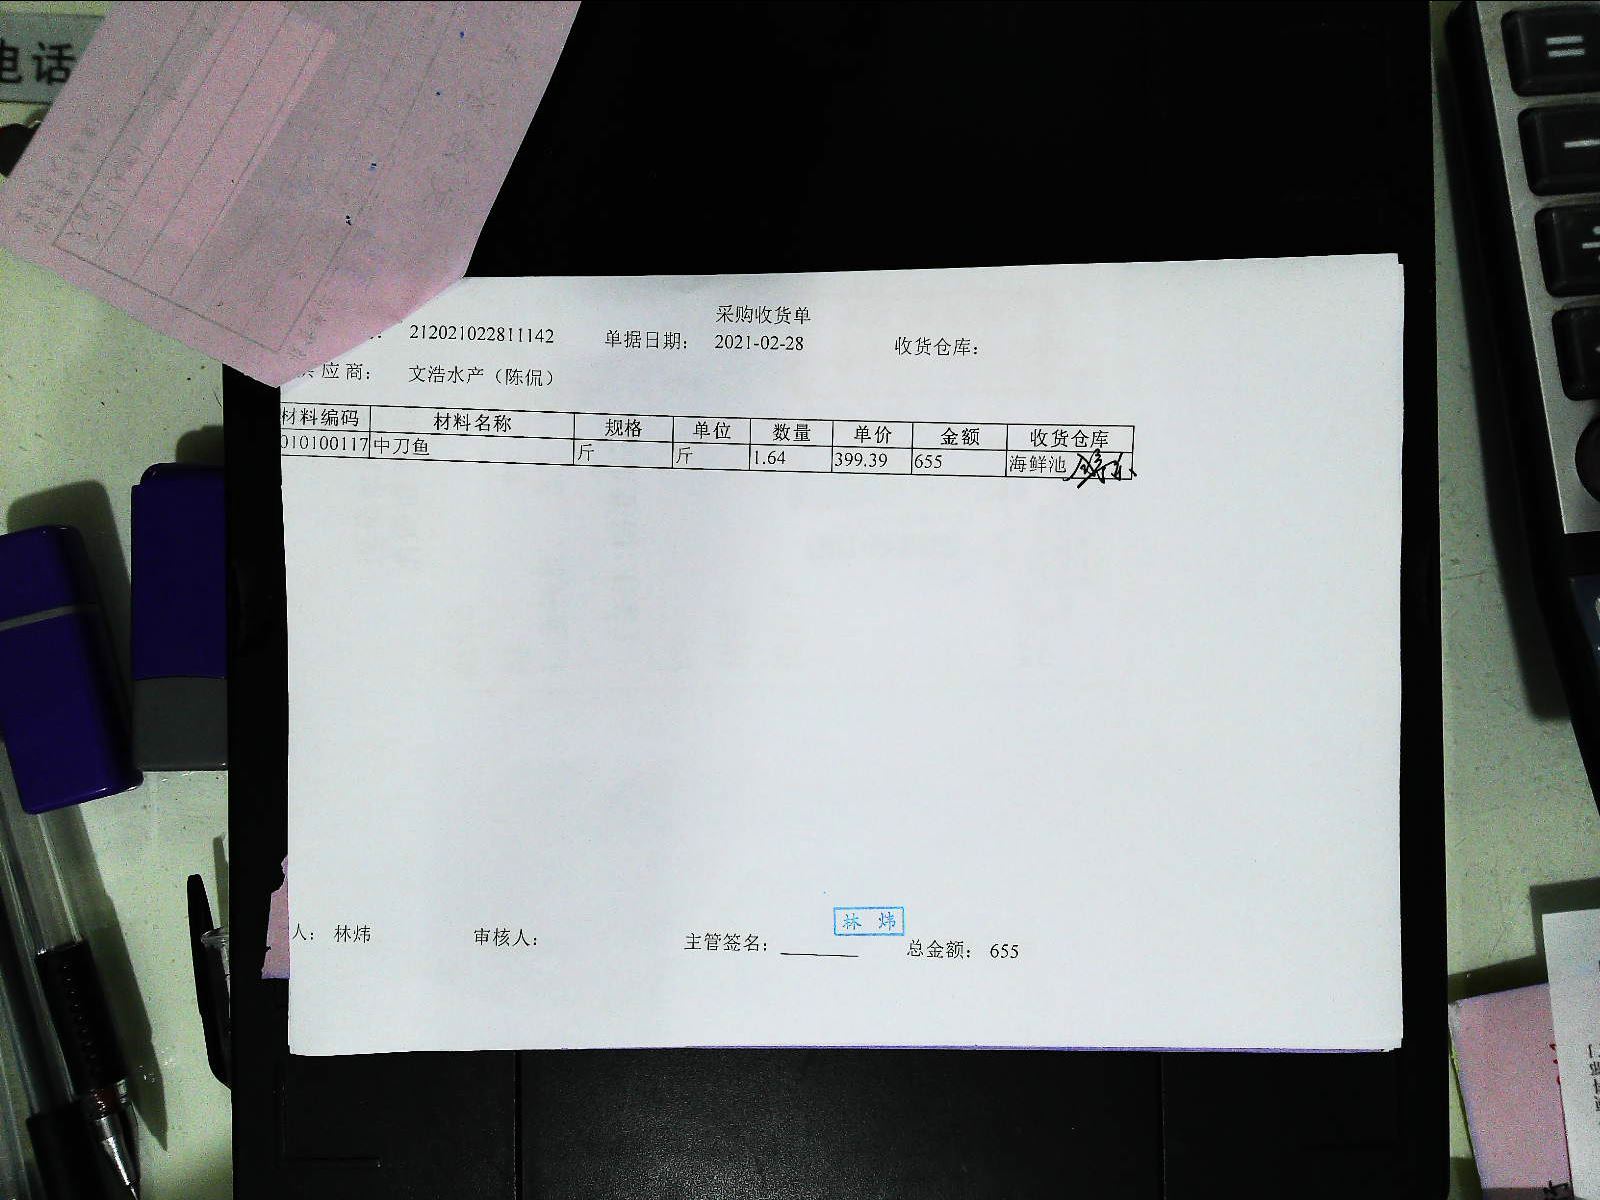 电话
采购收货单
212021022811142 单据日期： 2021-02-28 收货仓库：
应商： 文浩水产（陈侃）
材料编码 材料名称 规格 单位 数量 单价 金额 收货仓库
010100117 中刀鱼 斤 斤 1.64 399.39 655 海鲜池
林炜
人： 林炜 审核人： 主管签名： 总金额： 655